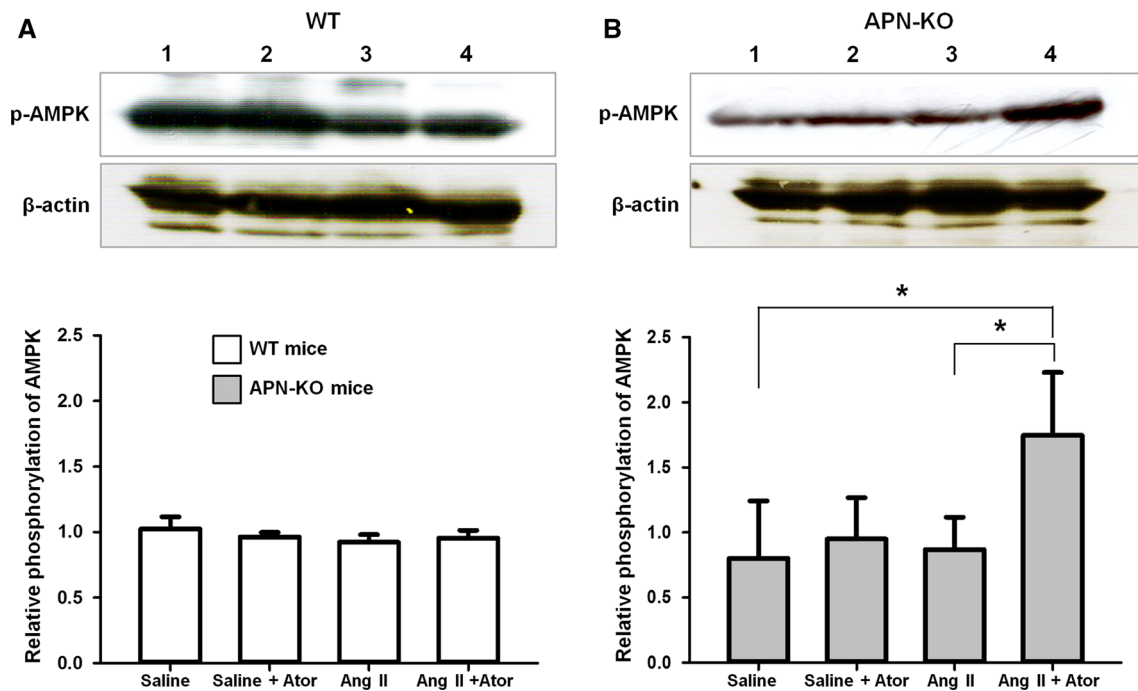 A
WT
1 2 3 4
p-AMPK
β-actin
Relative phosphorylation of AMPK
2.5
2.0
1.5
1.0
0.5
0.0
WT mice
APN-KO mice
Saline Saline + Ator Ang II Ang II +Ator
B
APN-KO
1 2 3 4
p-AMPK
β-actin
*
*
Relative phosphorylation of AMPK
2.5
2.0
1.5
1.0
0.5
0.0
Saline Saline + Ator Ang II Ang II + Ator